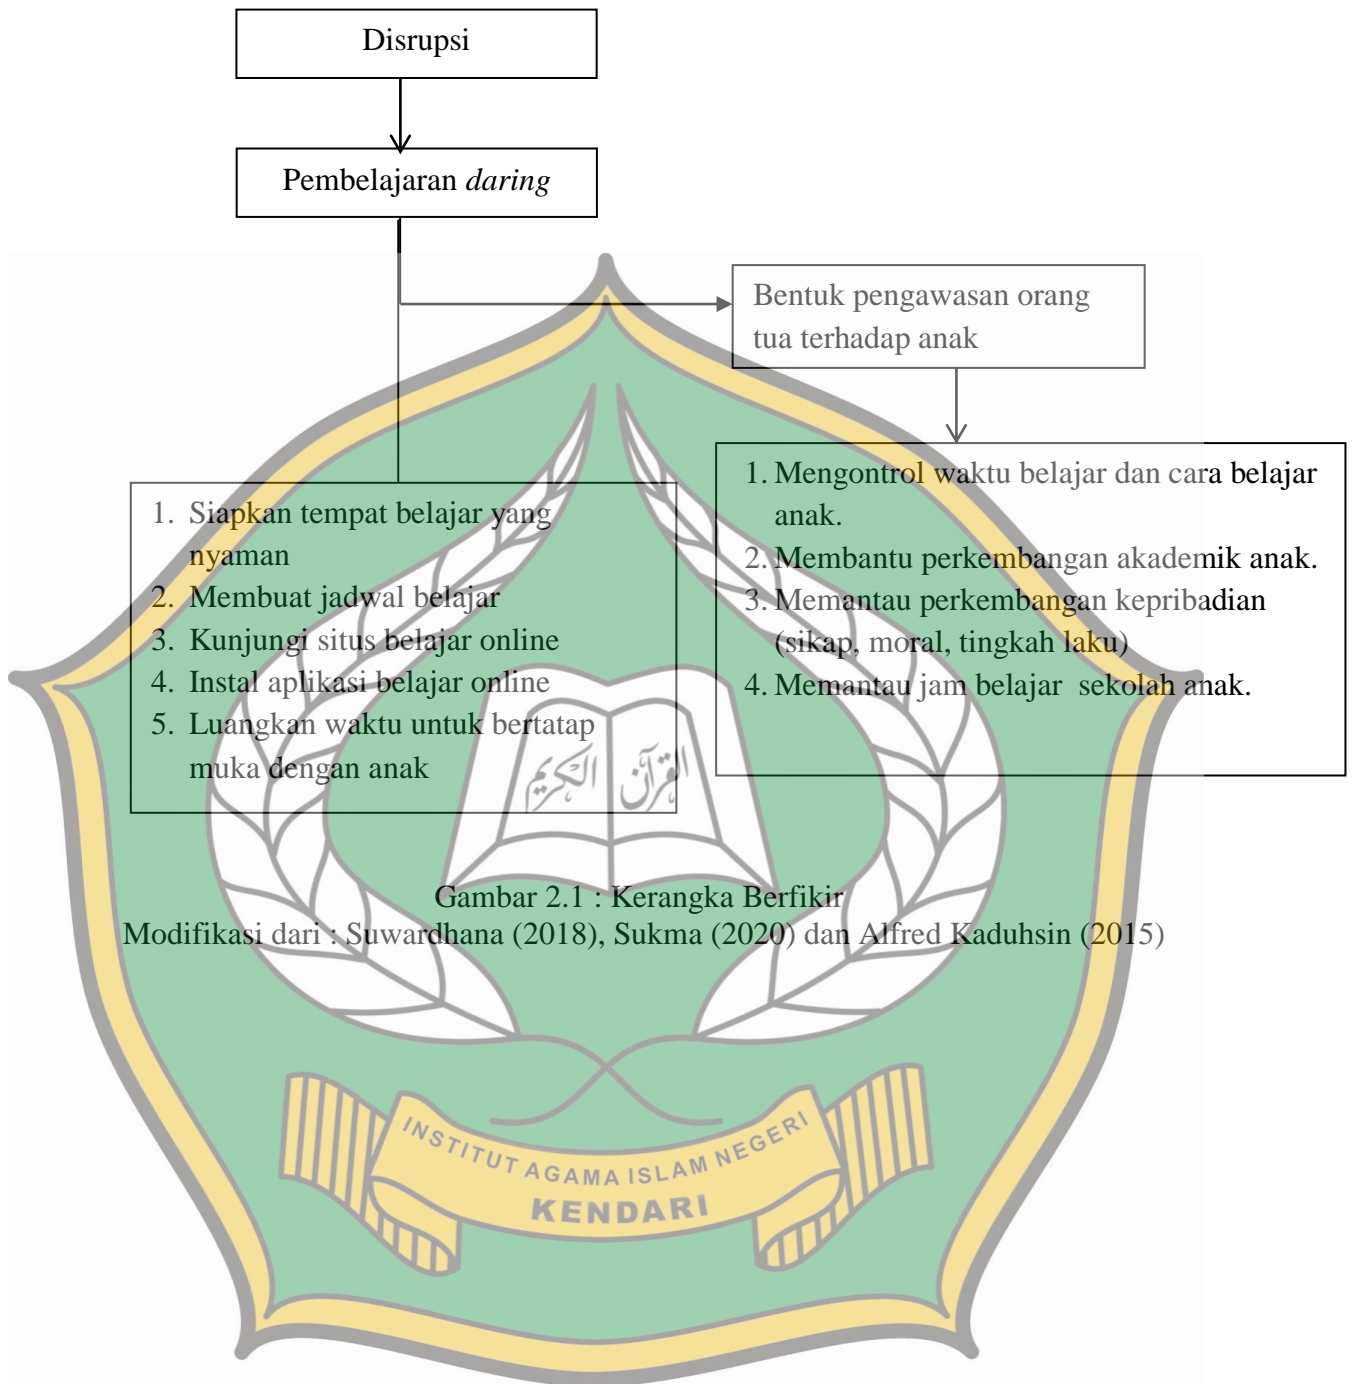 Disrupsi
Pembelajaran daring
Bentuk pengawasan orang
tua terhadap anak
1. Siapkan tempat belajar yang
nyaman
2. Membuat jadwal belajar
3. Kunjungi situs belajar online
4. Instal aplikasi belajar online
5. Luangkan waktu untuk bertatap
muka dengan anak
1. Mengontrol waktu belajar dan cara belajar
anak.
2. Membantu perkembangan akademik anak.
3. Memantau perkembangan kepribadian
(sikap, moral, tingkah laku)
4. Memantau jam belajar  sekolah anak.
القرآن الكريم
Gambar 2.1 : Kerangka Berfikir
Modifikasi dari : Suwardhana (2018), Sukma (2020) dan Alfred Kaduhsin (2015)
INSTITUT AGAMA ISLAM NEGERI
KENDARI